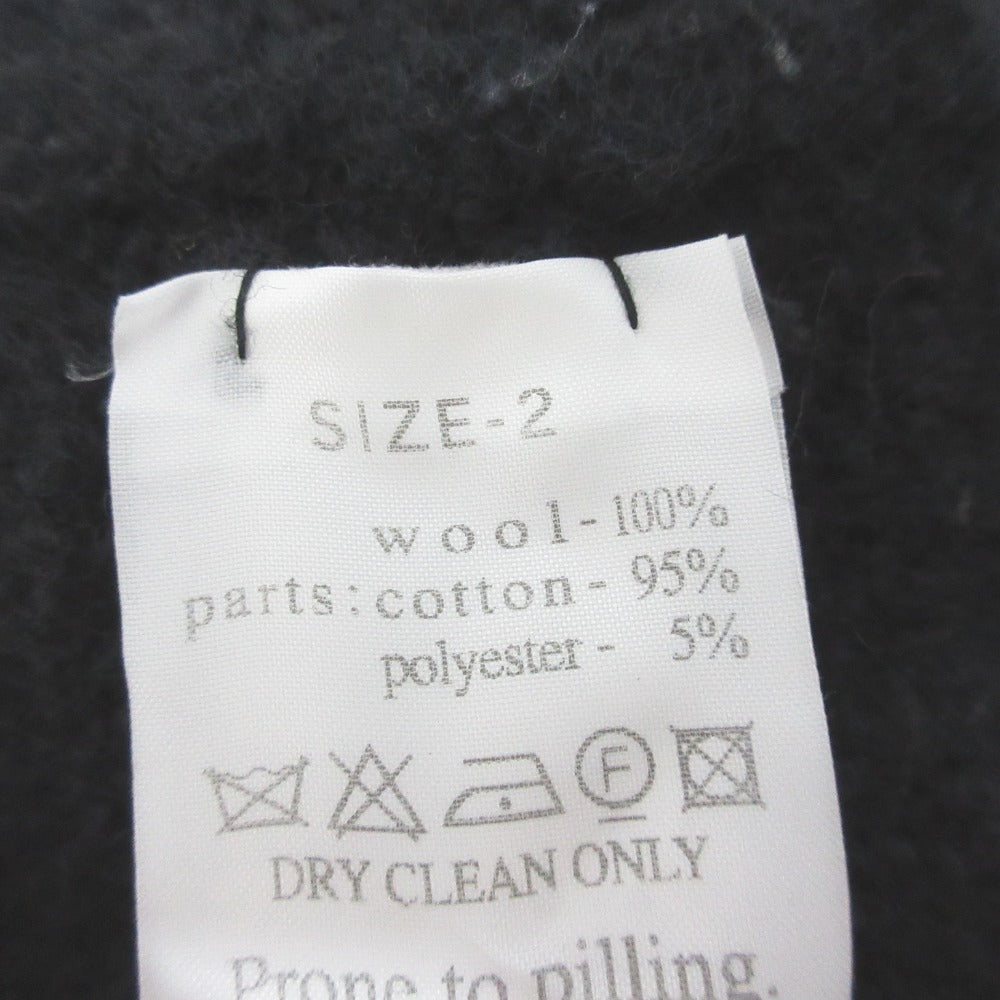 SIZE-2
wool-100%
parts:cotton- 95%
polyester- 5%
F
DRY CLEAN ONLY
Prone to pilling.